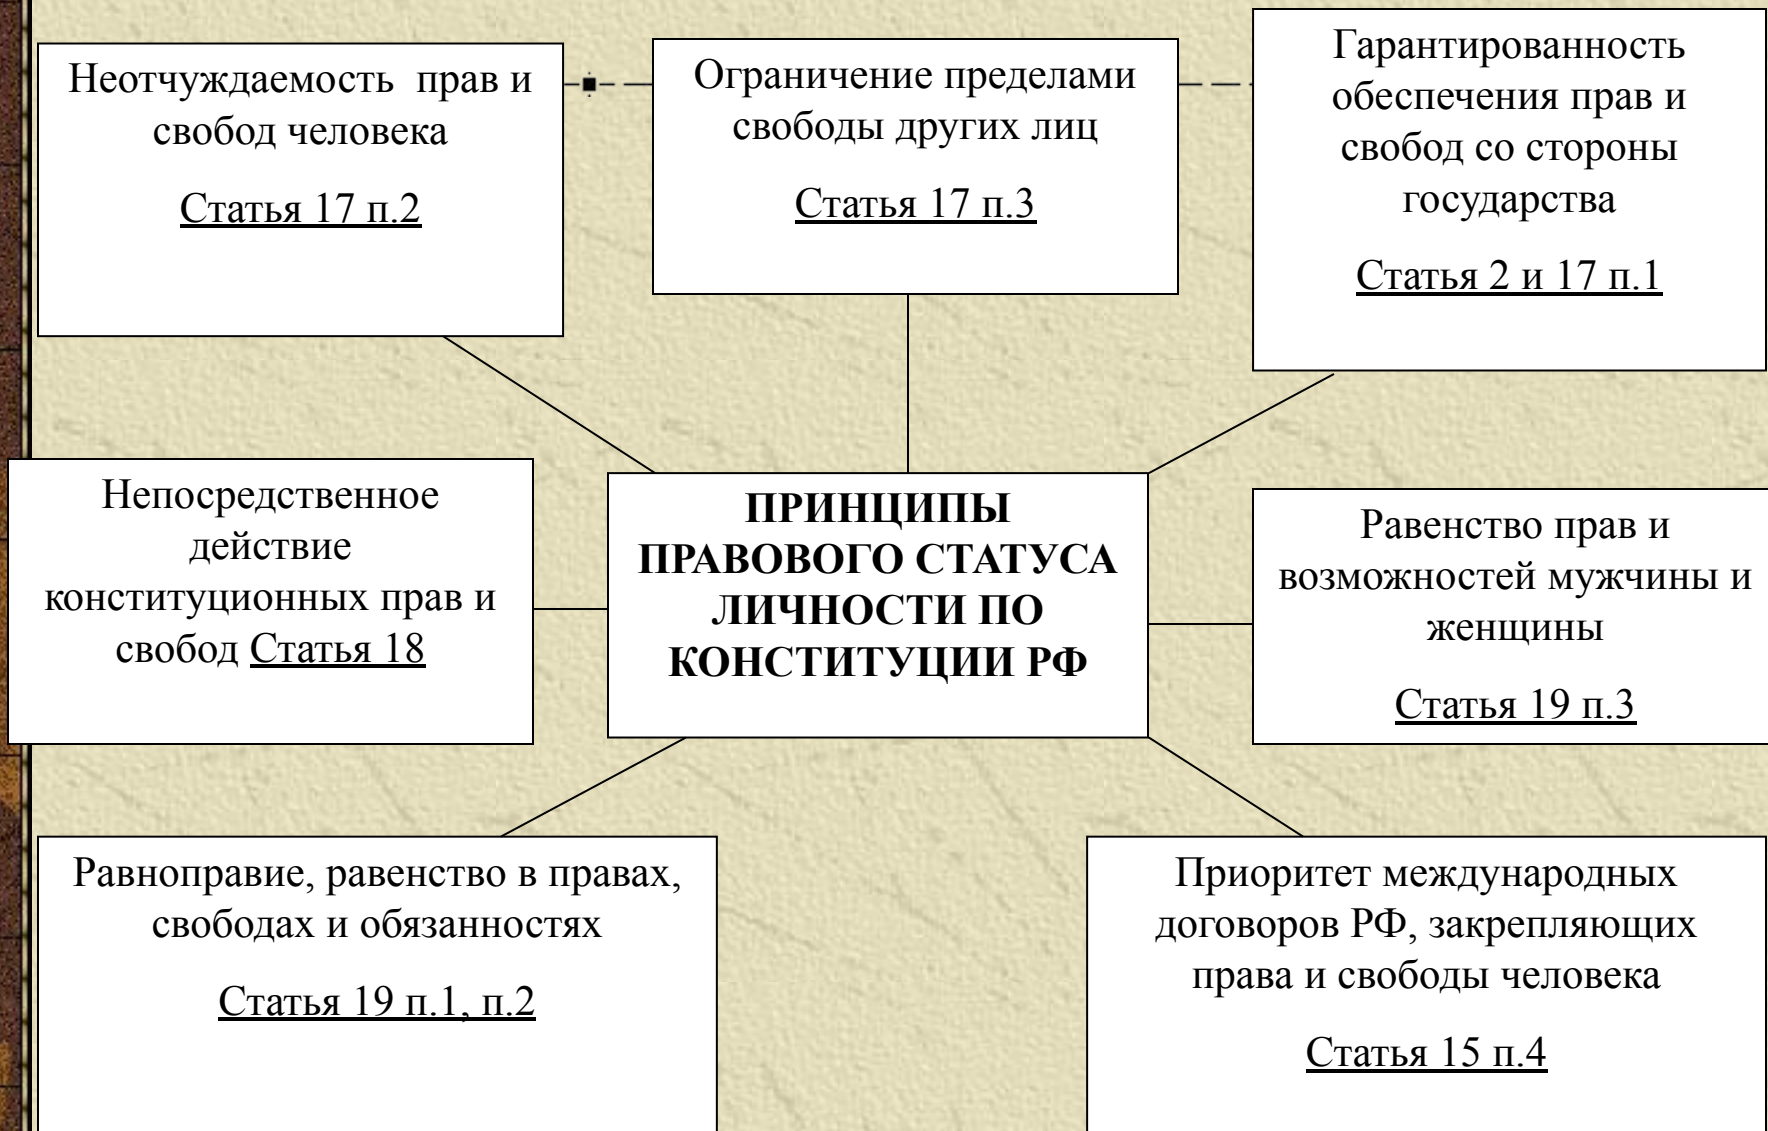 Неотчуждаемость прав и
свобод человека
Статья 17 п.2
Ограничение пределами
свободы других лиц
Статья 17 п.3
Гарантированность
обеспечения прав и
свобод со стороны
государства
Статья 2 и 17 п.1
Непосредственное
действие
конституционных прав и
свобод Статья 18
ПРИНЦИПЫ
ПРАВОВОГО СТАТУСА
ЛИЧНОСТИ ПО
КОНСТИТУЦИИ РФ
Равенство прав и
возможностей мужчины и
женщины
Статья 19 п.3
Равноправие, равенство в правах,
свободах и обязанностях
Статья 19 п.1, п.2
Приоритет международных
договоров РФ, закрепляющих
права и свободы человека
Статья 15 п.4